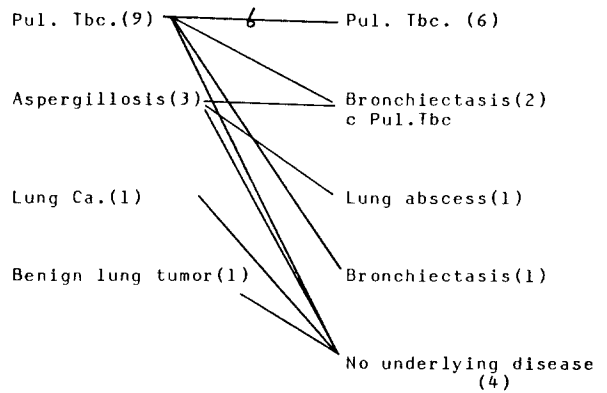 Pul. Tbc.(9) 6 Pul. Tbc. (6)
Aspergillosis(3) Bronchiectasis(2)
c Pul.Tbc
Lung Ca.(1) Lung abscess(1)
Benign lung tumor(1) Bronchiectasis(1)
No underlying disease
(4)